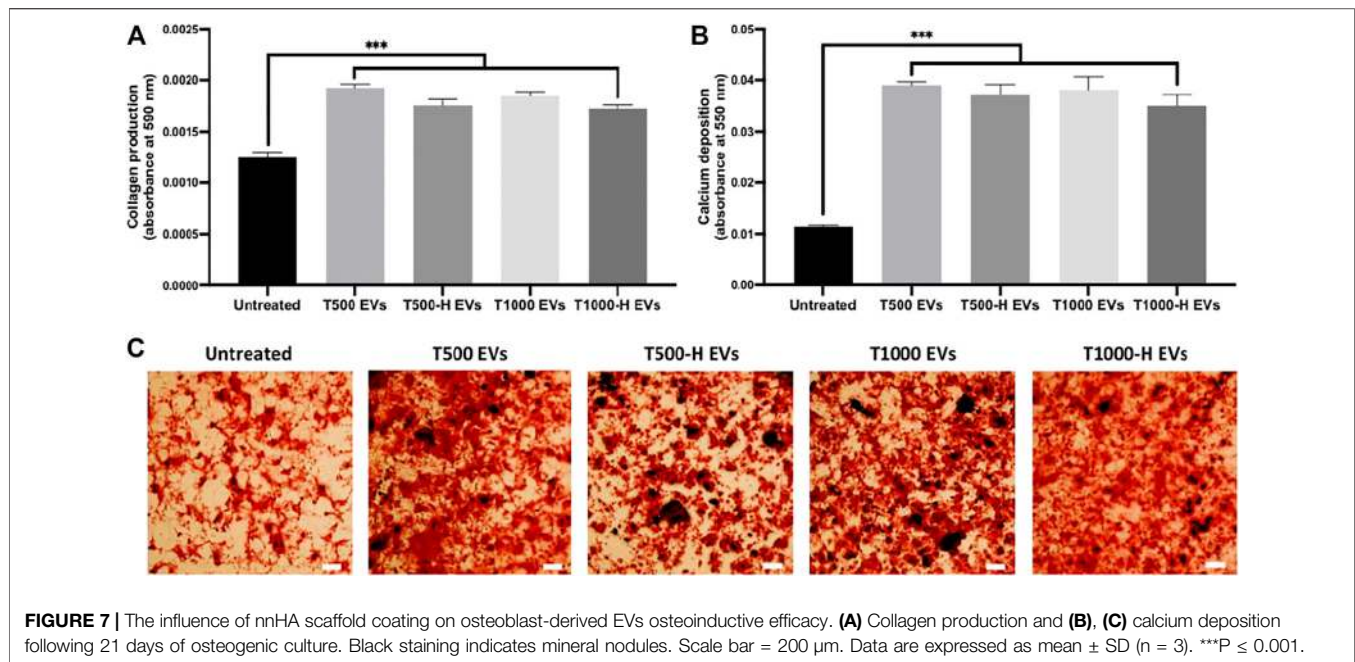 A
B
Collagen production
(absorbance at 590 nm)
0.0025
0.0020
0.0015
0.0010
0.0005
0.0000
***
Untreated T500 EVs T500-H EVs T1000 EVs T1000-H EVs
Calcium deposition
(absorbance at 550 nm)
0.05
0.04
0.03
0.02
0.01
0.00
***
Untreated T500 EVs T500-H EVs T1000 EVs T1000-H EVs
C
Untreated T500 EVs T500-H EVs T1000 EVs T1000-H EVs
FIGURE 7 | The influence of nnHA scaffold coating on osteoblast-derived EVs osteoinductive efficacy. (A) Collagen production and (B), (C) calcium deposition
following 21 days of osteogenic culture. Black staining indicates mineral nodules. Scale bar = 200 μm. Data are expressed as mean ± SD (n = 3). ***P ≤ 0.001.